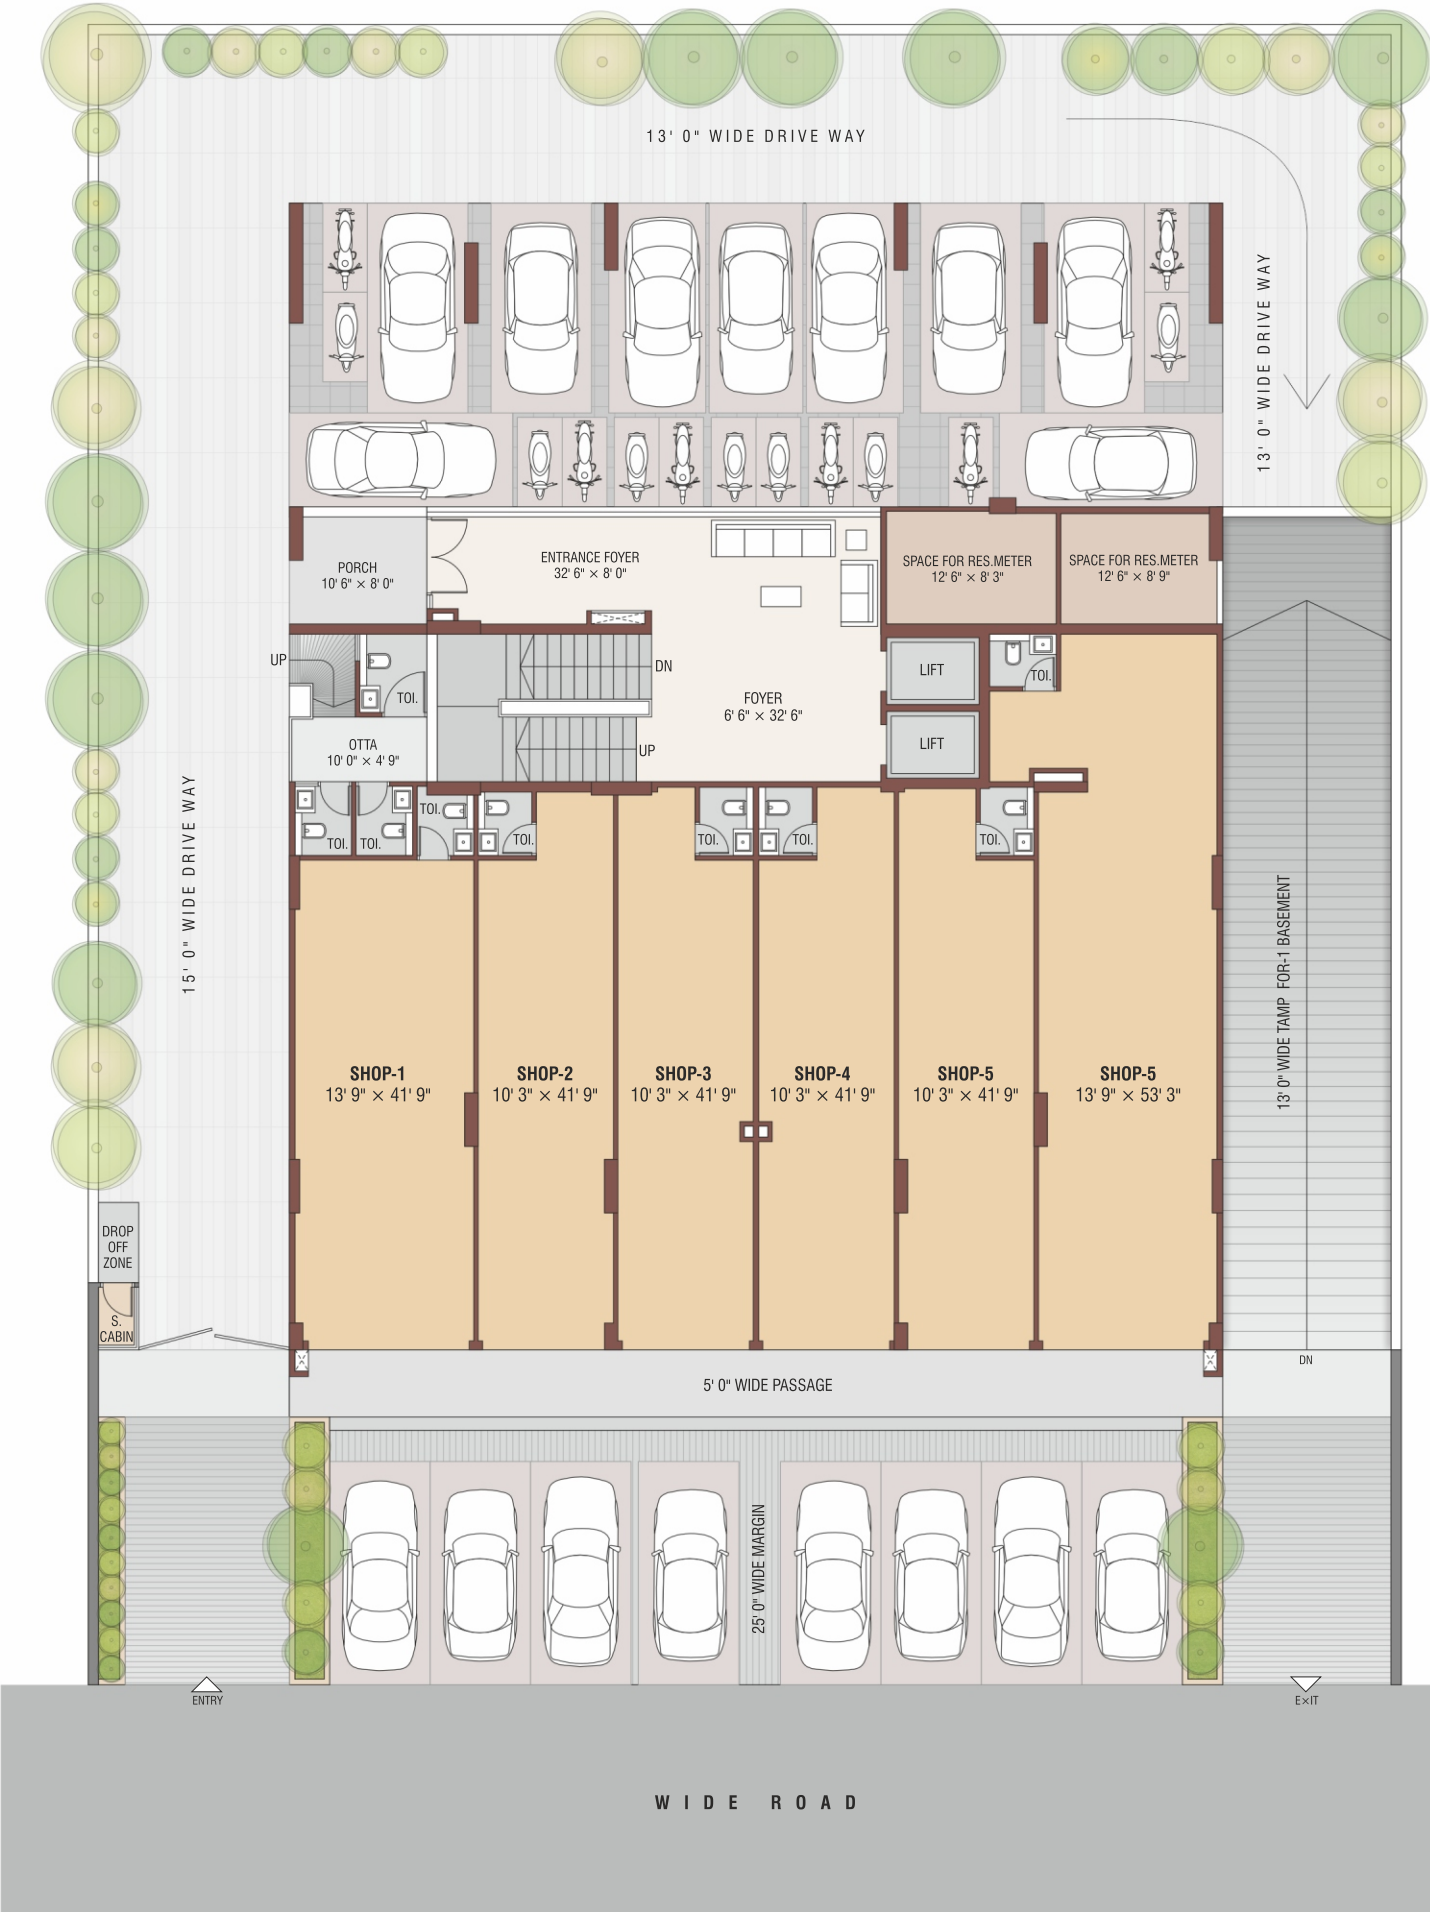 13' 0" WIDE DRIVE WAY
13' 0" WIDE DRIVE WAY
PORCH
10' 6" × 8' 0"
ENTRANCE FOYER
32' 6" × 8' 0"
SPACE FOR RES.METER
12' 6" × 8' 3"
SPACE FOR RES.METER
12' 6" × 8' 9"
UP
TOI.
DN
FOYER
6' 6" × 32' 6"
LIFT
TOI.
OTTA
10' 0" × 4' 9"
UP
LIFT
TOI.
TOI.
TOI.
TOI.
TOI.
TOI.
TOI.
15' 0" WIDE DRIVE WAY
13' 0" WIDE TAMP FOR-1 BASEMENT
SHOP-1
13' 9" × 41' 9"
SHOP-2
10' 3" × 41' 9"
SHOP-3
10' 3" × 41' 9"
SHOP-4
10' 3" × 41' 9"
SHOP-5
10' 3" × 41' 9"
SHOP-5
13' 9" × 53' 3"
DROP
OFF
ZONE
S.
CABIN
DN
5' 0" WIDE PASSAGE
25' 0" WIDE MARGIN
ENTRY
E×IT
WIDE ROAD